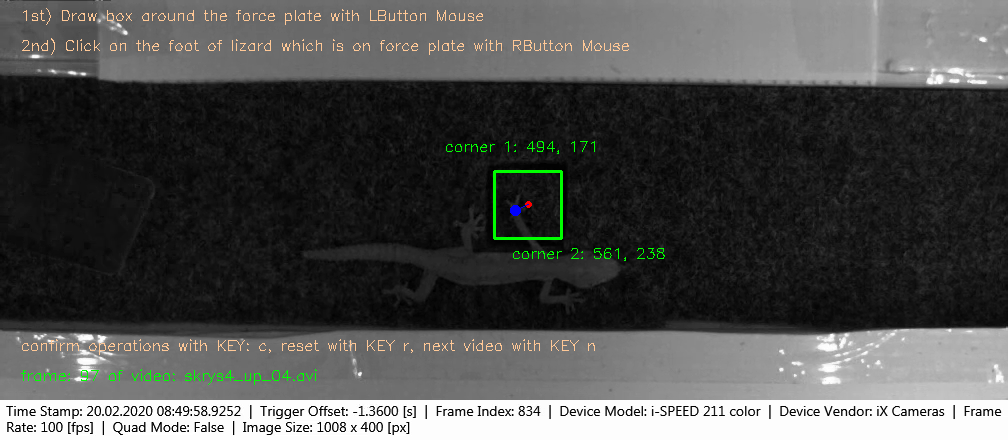 1st) Draw box around the force plate with LButton Mouse
2nd) Click on the foot of lizard which is on force plate with RButton Mouse
corner 1: 494, 171
corner 2: 561, 238
confirm operations with KEY: c, reset with KEY r, next video with KEY n
frame: 37 of video: skrys4_up_04.avi
Time Stamp: 20.02.2020 08:49:58.9252 | Trigger Offset: -1.3600 [s] | Frame Index: 834 | Device Model: i-SPEED 211 color | Device Vendor: iX Cameras | Frame
Rate: 100 [fps] | Quad Mode: False | Image Size: 1008 x 400 [px]